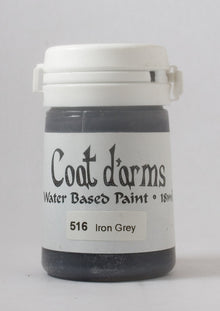 Coat d'arms
Water Based Paint • 18ml
516 Iron Grey